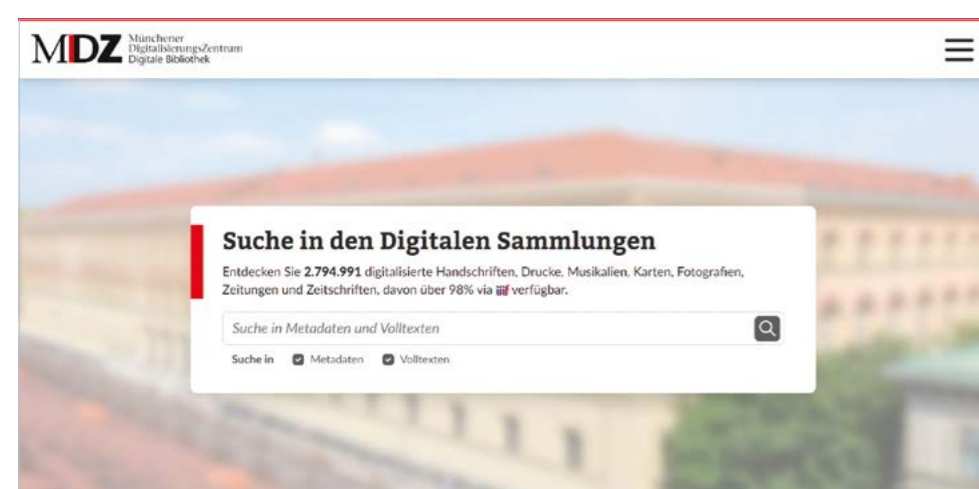 MDZ
Münchener
DigitalisierungsZentrum
Digitale Bibliothek
Suche in den Digitalen Sammlungen
Entdecken Sie 2.794.991 digitalisierte Handschriften, Drucke, Musikalien, Karten, Fotografien,
Zeitungen und Zeitschriften, davon über 98% via iiif verfügbar.
Suche in Metadaten und Volltexten
Suche in Metadaten Volltexten